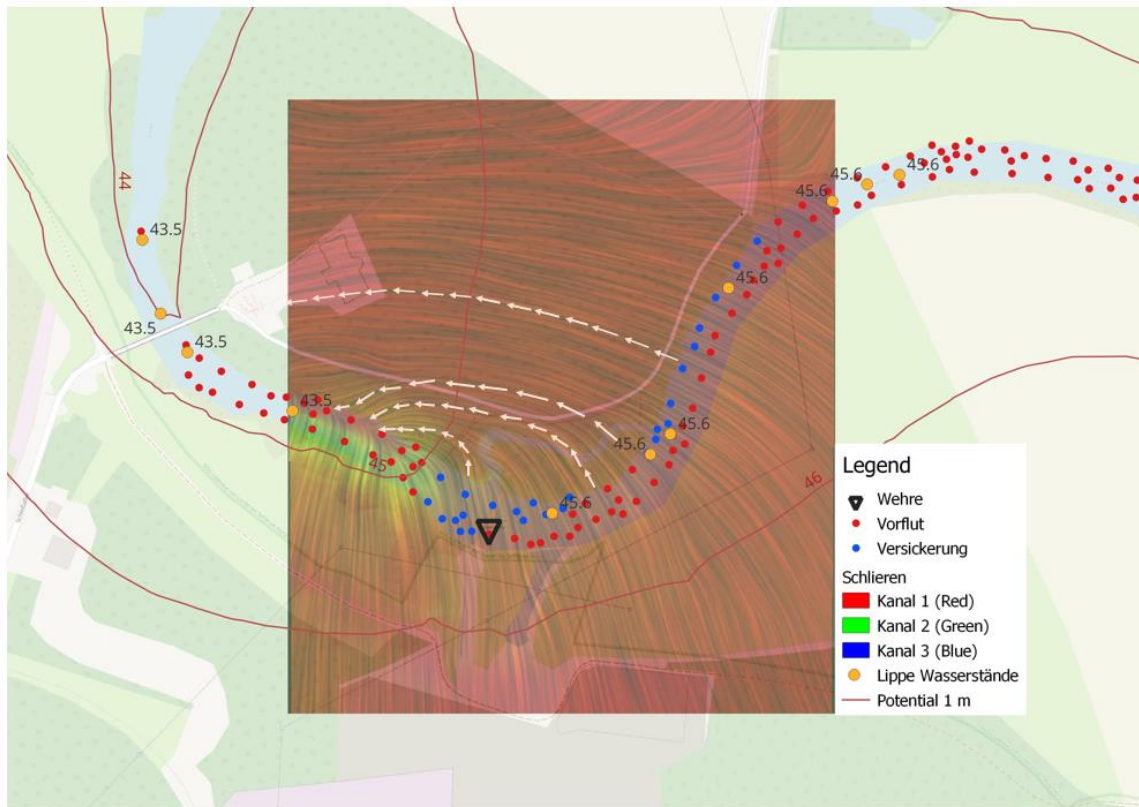 45.6
45.6
45.6
44
43.5
45.6
43.5
43.5
43.5
45.6
45.6
45
46
45.6
Legend
Wehre
Vorflut
Versickerung
Schlieren
Kanal 1 (Red)
Kanal 2 (Green)
Kanal 3 (Blue)
Lippe Wasserstände
Potential 1 m